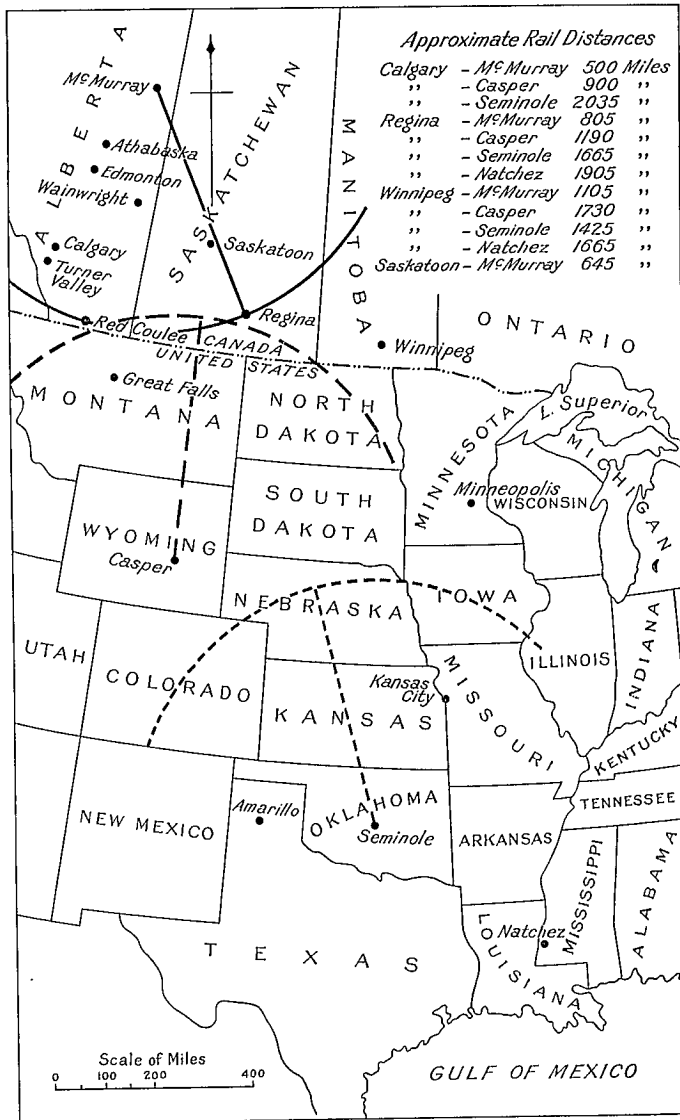 Approximate Rail Distances
Calgary - McMurray 500 Miles
,, - Casper 900 ,,
,, - Seminole 2035 ,,
Regina - McMurray 805 ,,
,, - Casper 1190 ,,
,, - Seminole 1665 ,,
,, - Natchez 1905 ,,
Winnipeg - McMurray 1105 ,,
,, - Casper 1730 ,,
,, - Seminole 1425 ,,
,, - Natchez 1665 ,,
Saskatoon - McMurray 645 ,,
ALBERTA
McMurray
SASKATCHEWAN
MANITOBA
Athabaska
Edmonton
Wainwright
Calgary
Turner
Valley
Saskatoon
Red Coulee
Regina
CANADA
UNITED STATES
Winnipeg
ONTARIO
Great Falls
MONTANA
NORTH
DAKOTA
MINNESOTA
L. Superior
MICHIGAN
SOUTH
DAKOTA
Minneopolis
WISCONSIN
WYOMING
Casper
NEBRASKA
IOWA
UTAH
COLORADO
KANSAS
Kansas
City
MISSOURI
ILLINOIS
INDIANA
KENTUCKY
NEW MEXICO
Amarillo
OKLAHOMA
Seminole
ARKANSAS
TENNESSEE
MISSISSIPPI
ALABAMA
TEXAS
Natchez
LOUISIANA
Scale of Miles
0 100 200 400
GULF OF MEXICO